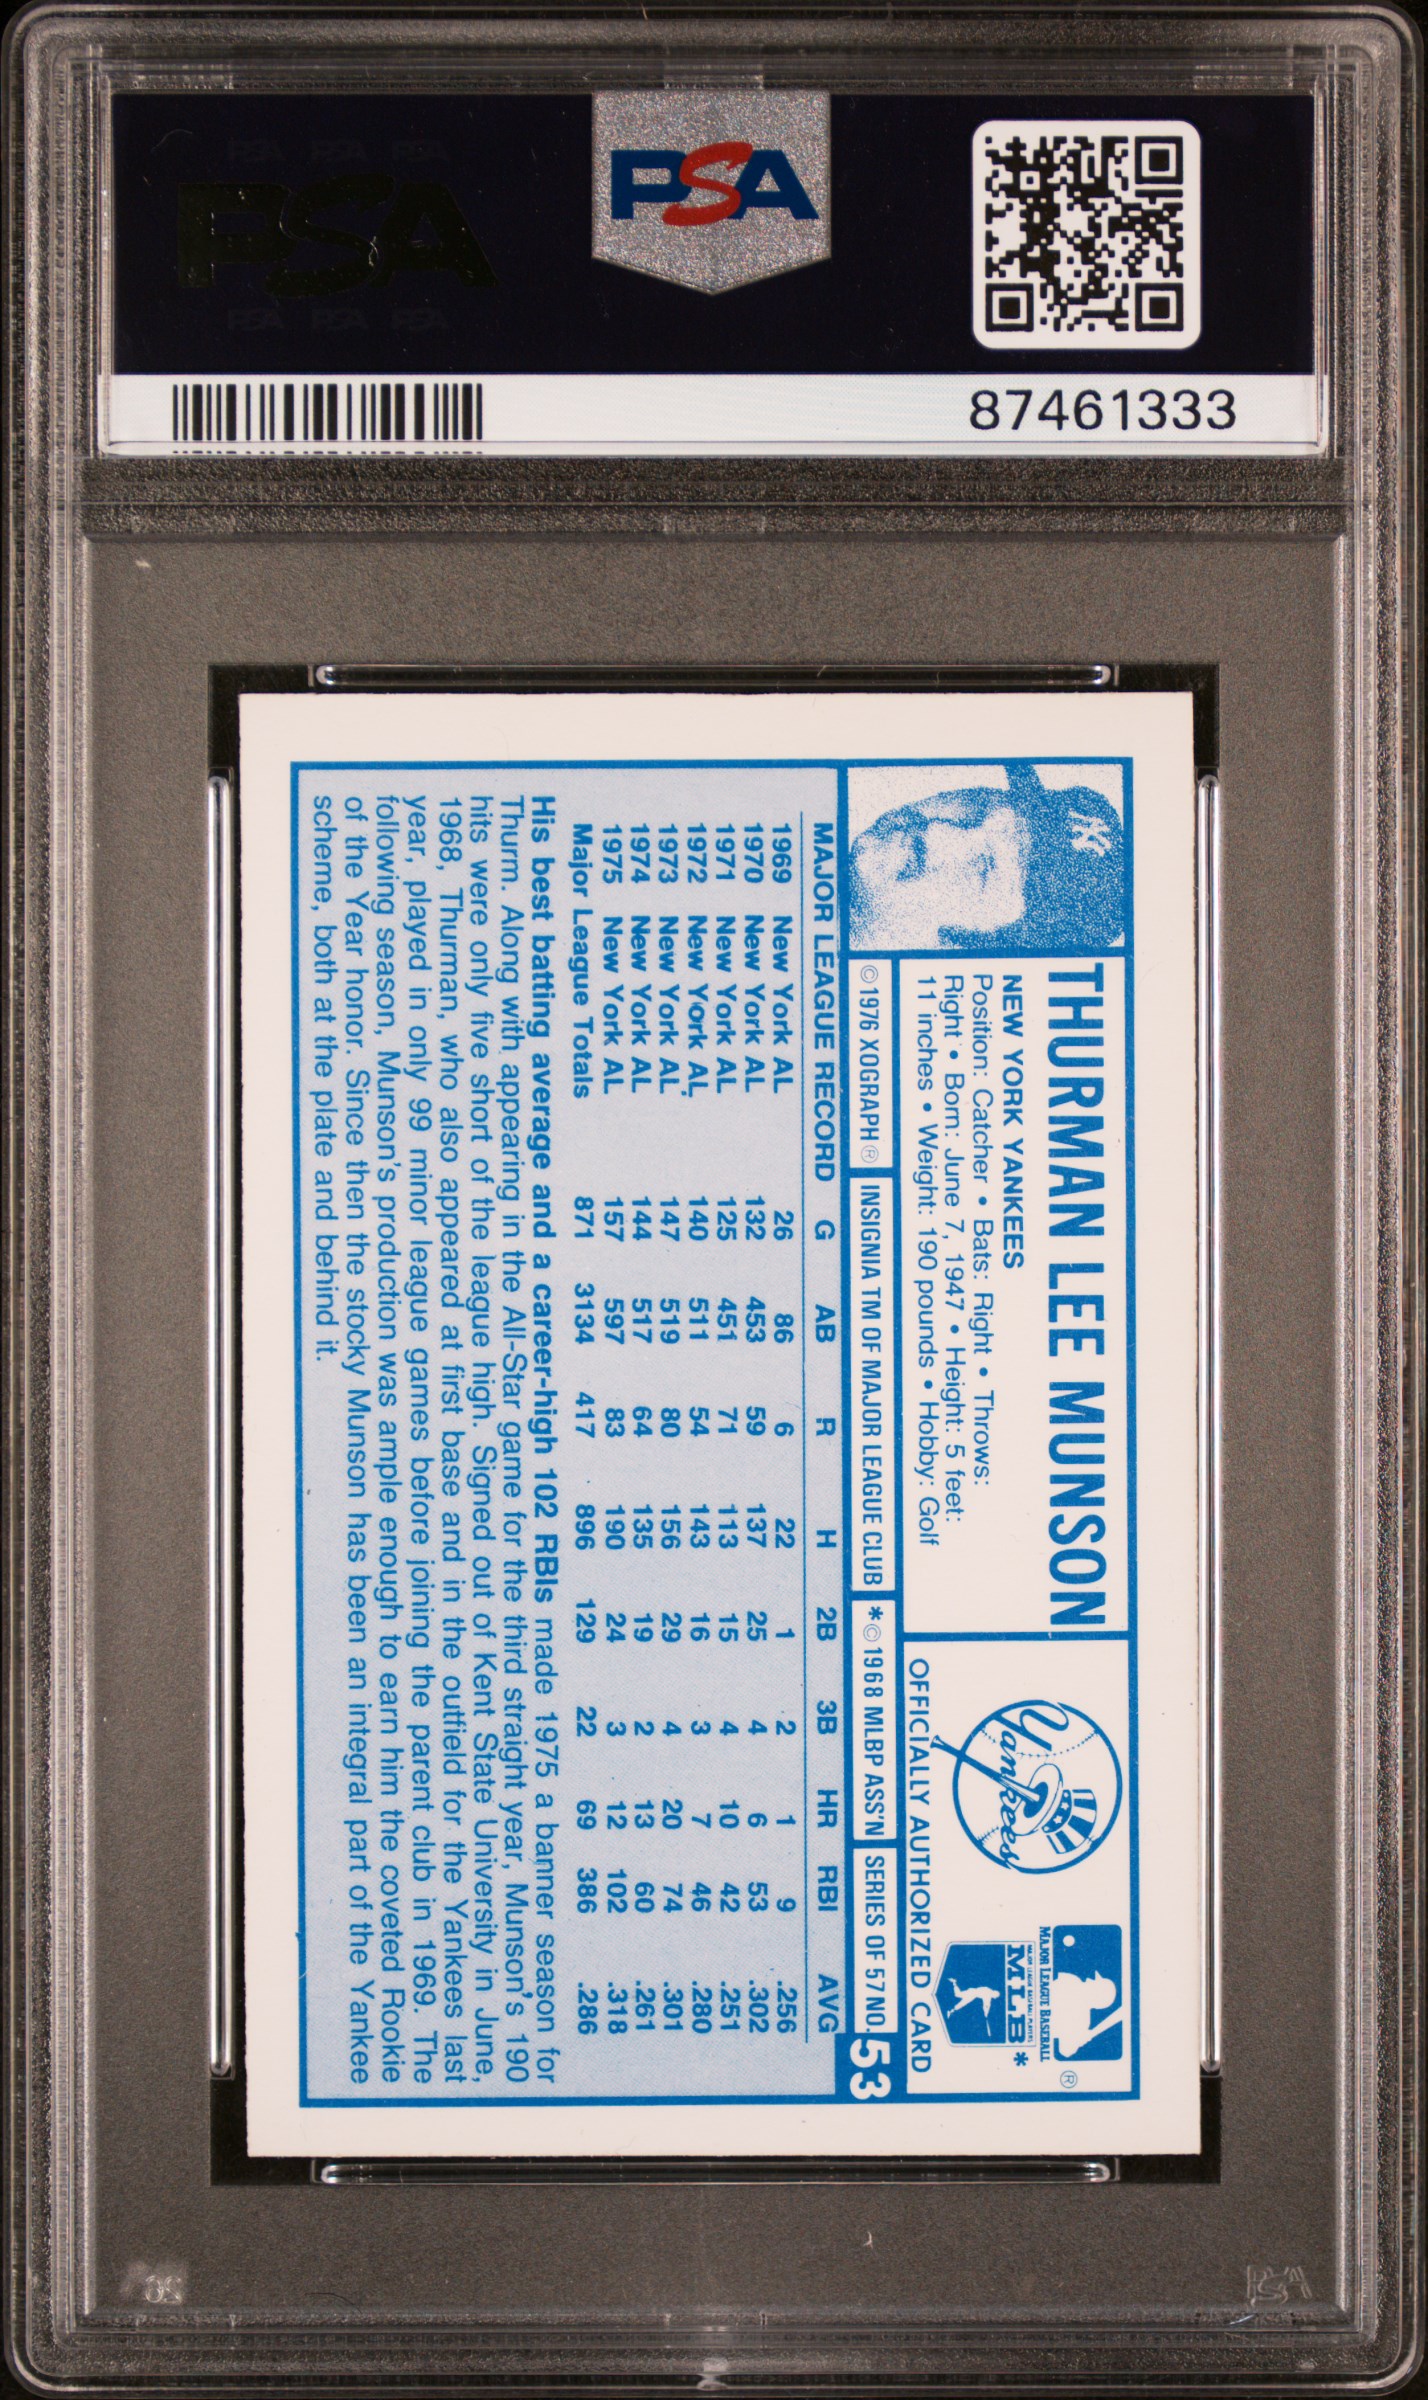 PSA PSA PSA
PSA
PSA PSA PSA
PSA
87461333
THURMAN LEE MUNSON
NEW YORK YANKEES
Position: Catcher • Bats: Right • Throws:
Right • Born: June 7, 1947 • Height: 5 feet:
11 inches • Weight: 190 pounds • Hobby: Golf
Yankees
MAJOR LEAGUE BASEBALL
®
MLB *
OFFICIALLY AUTHORIZED CARD
© 1976 XOGRAPH ® INSIGNIA TM OF MAJOR LEAGUE CLUB *© 1968 MLBP ASS'N SERIES OF 57 NO. 53
MAJOR LEAGUE RECORD G AB R H 2B 3B HR RBI AVG
1969 New York AL 26 86 6 22 1 2 1 9 .256
1970 New York AL 132 453 59 137 25 4 6 53 .302
1971 New York AL 125 451 71 113 15 4 10 42 .251
1972 New York AL 140 511 54 143 16 3 7 46 .280
1973 New York AL 147 519 80 156 29 4 20 74 .301
1974 New York AL 144 517 64 135 19 2 13 60 .261
1975 New York AL 157 597 83 190 24 3 12 102 .318
Major League Totals 871 3134 417 896 129 22 69 386 .286
His best batting average and a career-high 102 RBIs made 1975 a banner season for
Thurm. Along with appearing in the All-Star game for the third straight year, Munson's 190
hits were only five short of the league high. Signed out of Kent State University in June,
1968, Thurman, who also appeared at first base and in the outfield for the Yankees last
year, played in only 99 minor league games before joining the parent club in 1969. The
following season, Munson's production was ample enough to earn him the coveted Rookie
of the Year honor. Since then the stocky Munson has been an integral part of the Yankee
scheme, both at the plate and behind it.
PSA